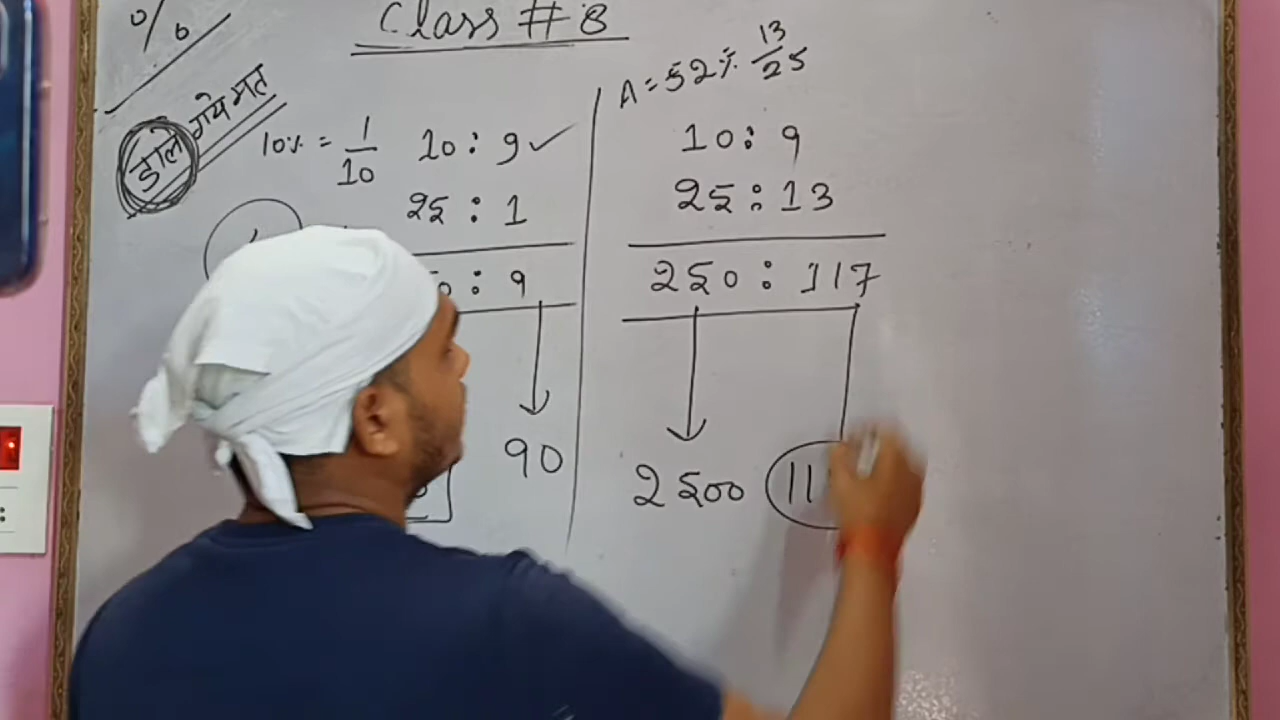 %
Class # 8
डाले गये मत
10% = 1/10
10 : 9 ✓
25 : 1
0 : 9
90
A = 52% 13/25
10 : 9
25 : 13
250 : 117
2500